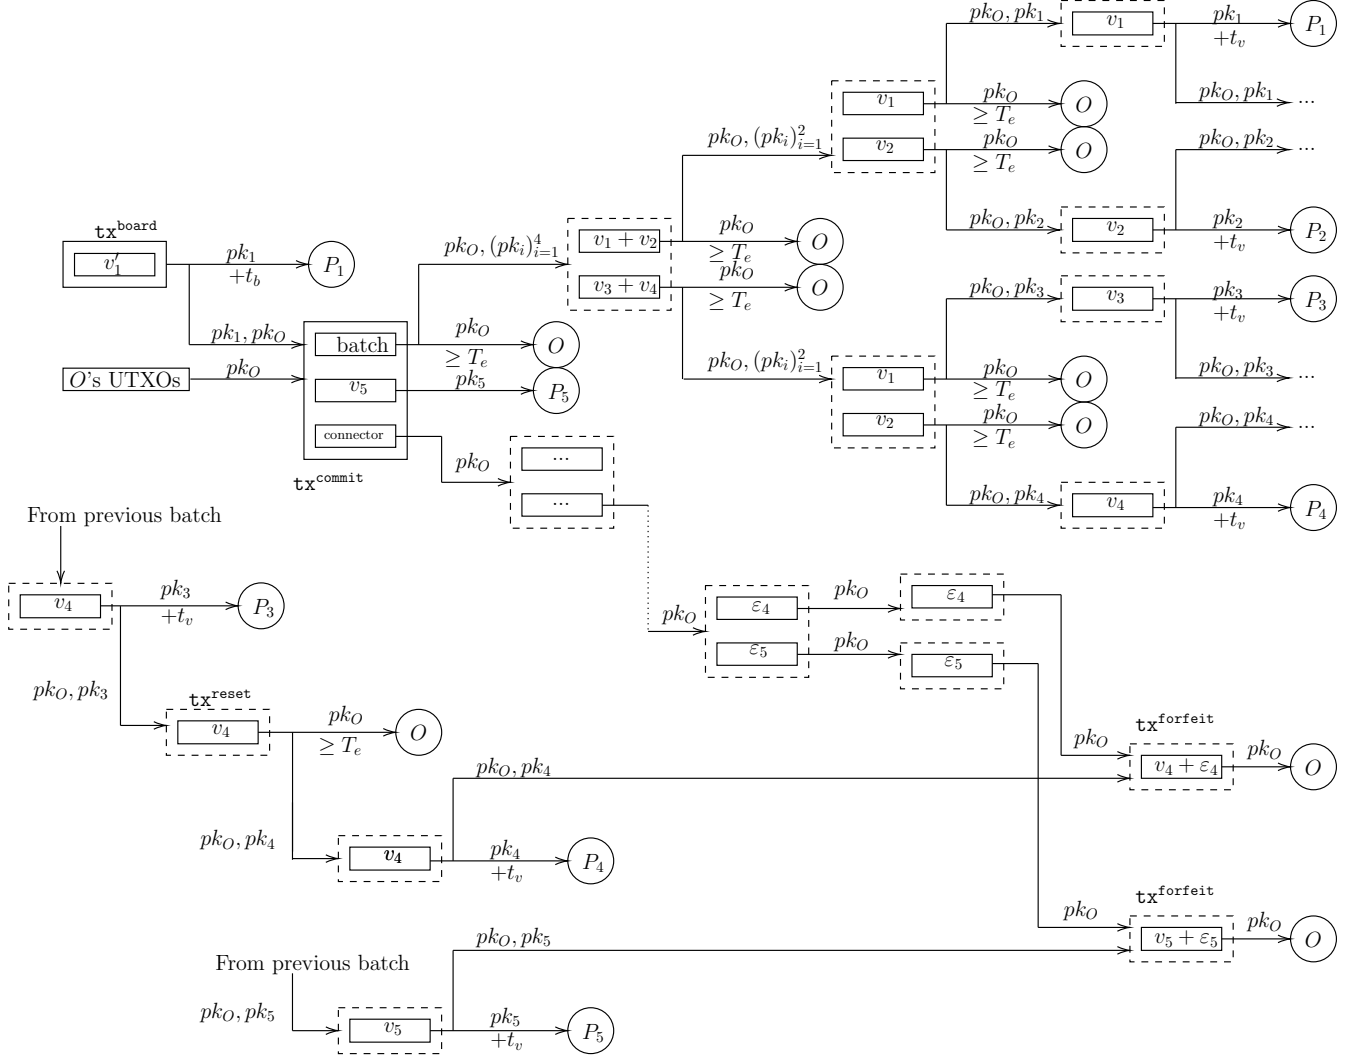 pk_O, pk_1
v_1
pk_1
+t_v
P_1
v_1
pk_O
≥ T_e
O
pk_O, pk_1 ...
pk_O, (pk_i)_{i=1}^2
v_2
pk_O
≥ T_e
O
pk_O, pk_2 ...
tx^board
v'_1
pk_1
+t_b
P_1
pk_O, (pk_i)_{i=1}^4
v_1 + v_2
pk_O
≥ T_e
O
pk_O, pk_2
v_2
pk_2
+t_v
P_2
v_3 + v_4
pk_O
≥ T_e
O
pk_O, pk_3
v_3
pk_3
+t_v
P_3
pk_1, pk_O
batch
pk_O
≥ T_e
O
pk_O, (pk_i)_{i=1}^2
v_1
pk_O
≥ T_e
O
pk_O, pk_3 ...
O's UTXOs
pk_O
v_5
pk_5
P_5
v_2
pk_O
≥ T_e
O
pk_O, pk_4 ...
connector
tx^commit
pk_O
...
...
pk_O, pk_4
v_4
pk_4
+t_v
P_4
From previous batch
v_4
pk_3
+t_v
P_3
pk_O
ε_4
pk_O
ε_4
ε_5
pk_O
ε_5
pk_O, pk_3
tx^reset
v_4
pk_O
≥ T_e
O
pk_O
tx^forfeit
v_4 + ε_4
pk_O
O
pk_O, pk_4
pk_O, pk_4
v_4
pk_4
+t_v
P_4
pk_O
tx^forfeit
v_5 + ε_5
pk_O
O
pk_O, pk_5
From previous batch
pk_O, pk_5
v_5
pk_5
+t_v
P_5